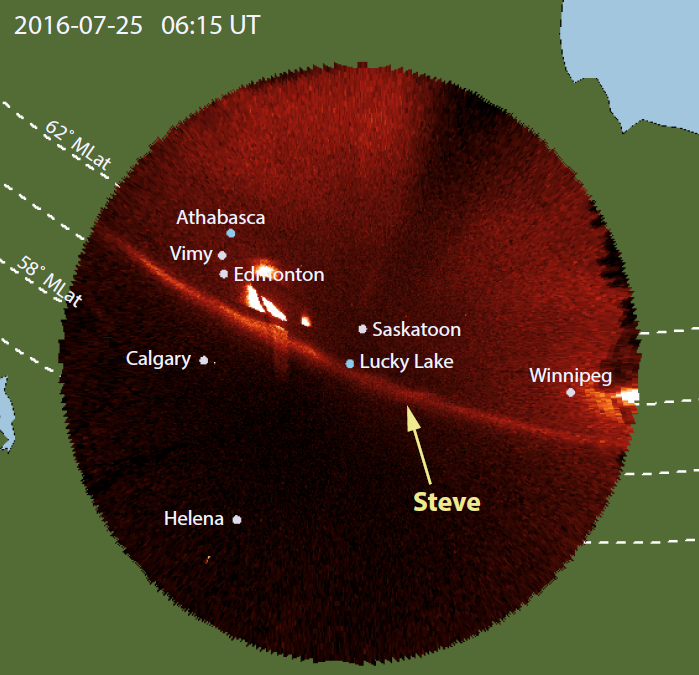 2016-07-25 06:15 UT
62° MLat
Athabasca
Vimy
Edmonton
58° MLat
Saskatoon
Calgary
Lucky Lake
Winnipeg
Steve
Helena